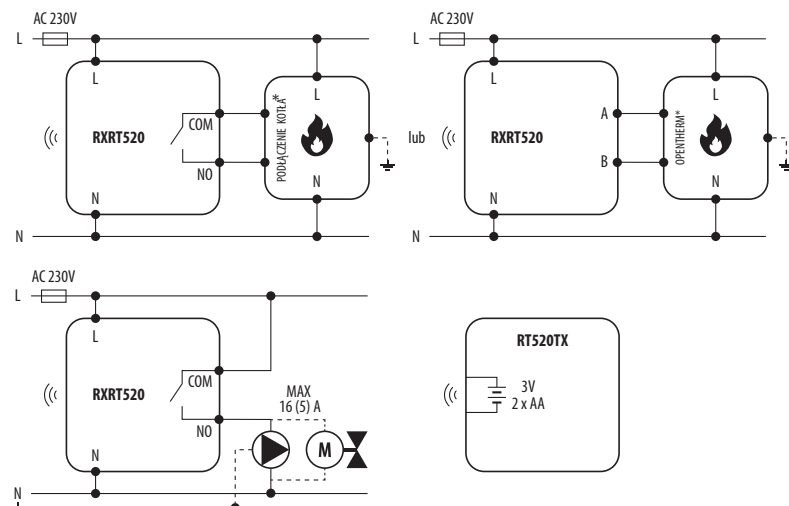 AC 230V
L
L
RXRT520
COM
NO
N
N
PODŁĄCZENIE KOTŁA*
L
N
lub
AC 230V
L
L
RXRT520
A
B
N
N
OPENTHERM*
L
N
AC 230V
L
L
RXRT520
COM
NO
N
N
MAX
16 (5) A
M
RT520TX
3V
2 x AA